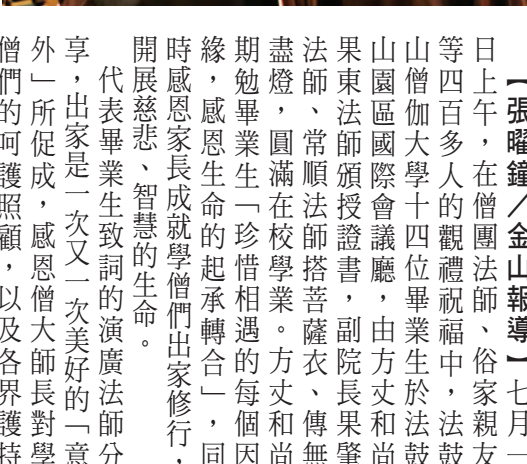 【張曜鐘／金山報導】七月一
日上午，在僧團法師、俗家親友
等四百多人的觀禮祝福中，法鼓
山僧伽大學十四位畢業生於法鼓
山園區國際會議廳，由方丈和尚
果東法師頒授證書，副院長果肇
法師、常順法師搭菩薩衣、傳無
盡燈，圓滿在校學業。方丈和尚
期勉畢業生「珍惜相遇的每個因
緣，感恩生命的起承轉合」，同
時感恩家長成就學僧們出家修行，
開展慈悲、智慧的生命。
代表畢業生致詞的演廣法師分
享，出家是一次又一次美好的「意
外」所促成，感恩僧大師長對學
僧們的呵護照顧，以及各界護持